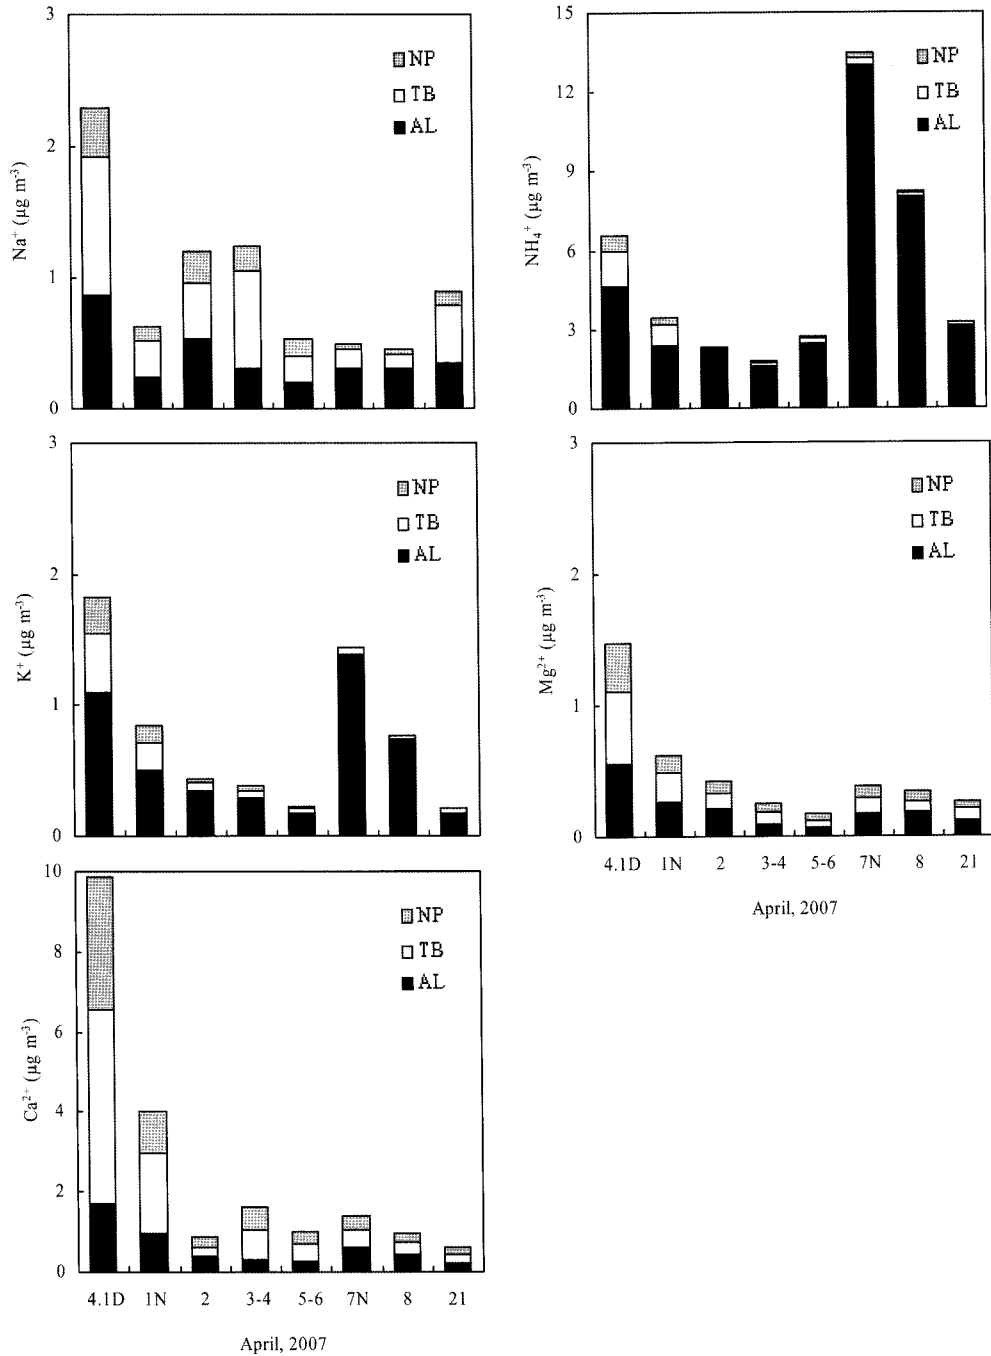 3
2
1
0
Na⁺ (µg m⁻³)
NP
TB
AL
15
12
9
6
3
0
NH₄⁺ (µg m⁻³)
NP
TB
AL
3
2
1
0
K⁺ (µg m⁻³)
NP
TB
AL
3
2
1
0
Mg²⁺ (µg m⁻³)
NP
TB
AL
4.1D 1N 2 3-4 5-6 7N 8 21
April, 2007
10
8
6
4
2
0
Ca²⁺ (µg m⁻³)
NP
TB
AL
4.1D 1N 2 3-4 5-6 7N 8 21
April, 2007